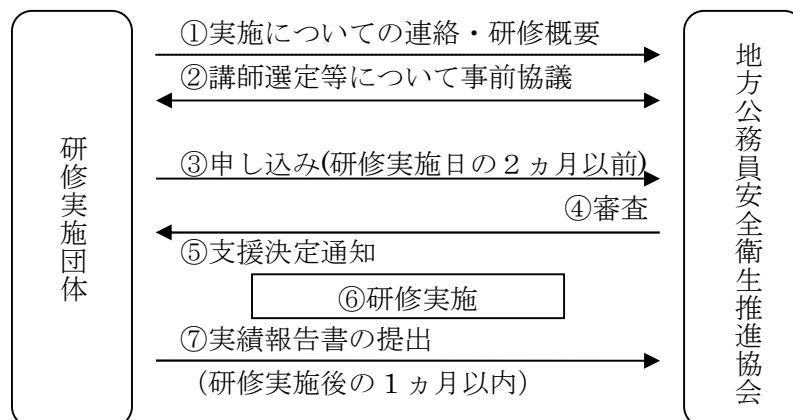 研修実施団体
①実施についての連絡・研修概要
②講師選定等について事前協議
③申し込み(研修実施日の２ヵ月以前)
④審査
⑤支援決定通知
⑥研修実施
⑦実績報告書の提出
（研修実施後の１ヵ月以内）
地方公務員安全衛生推進協会